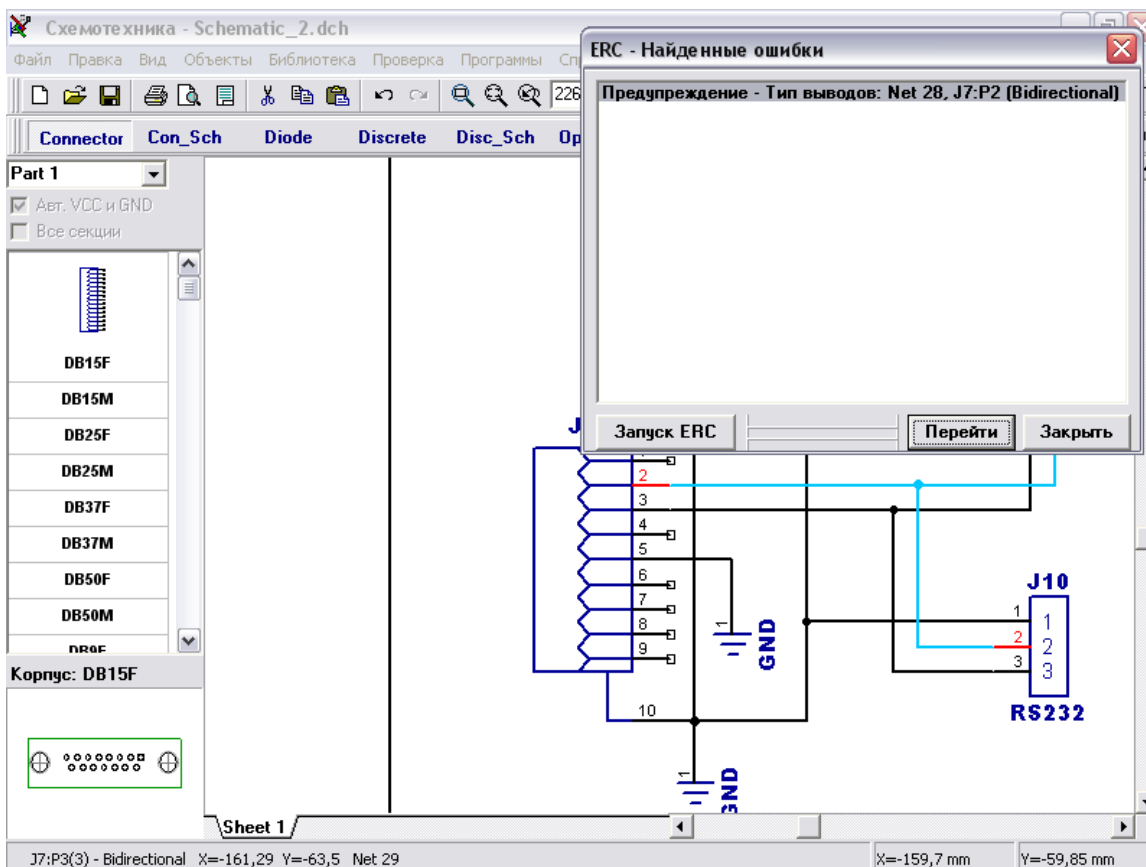 Схемотехника - Schematic_2.dch
Файл Правка Вид Объекты Библиотека Проверка Программы
226
Connector Con_Sch Diode Discrete Disc_Sch
Part 1
Авт. VCC и GND
Все секции
DB15F
DB15M
DB25F
DB25M
DB37F
DB37M
DB50F
DB50M
DB9F
Корпус: DB15F
ERC - Найденные ошибки
Предупреждение - Тип выводов: Net 28, J7:P2 (Bidirectional)
Запуск ERC Перейти Закрыть
2
3
4
5
6
7
8
9
10
1
GND
1
GND
J10
1 1
2 2
3 3
RS232
Sheet 1
J7:P3(3) - Bidirectional X=-161,29 Y=-63,5 Net 29 X=-159,7 mm Y=-59,85 mm